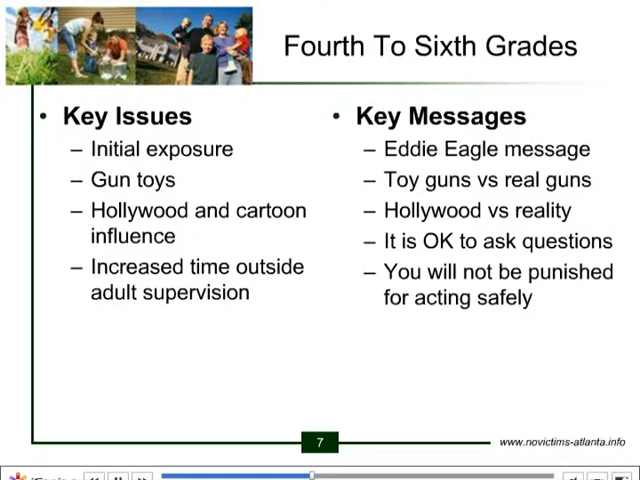 Fourth To Sixth Grades
• Key Issues
– Initial exposure
– Gun toys
– Hollywood and cartoon
influence
– Increased time outside
adult supervision
• Key Messages
– Eddie Eagle message
– Toy guns vs real guns
– Hollywood vs reality
– It is OK to ask questions
– You will not be punished
for acting safely
7
www.novictims-atlanta.info